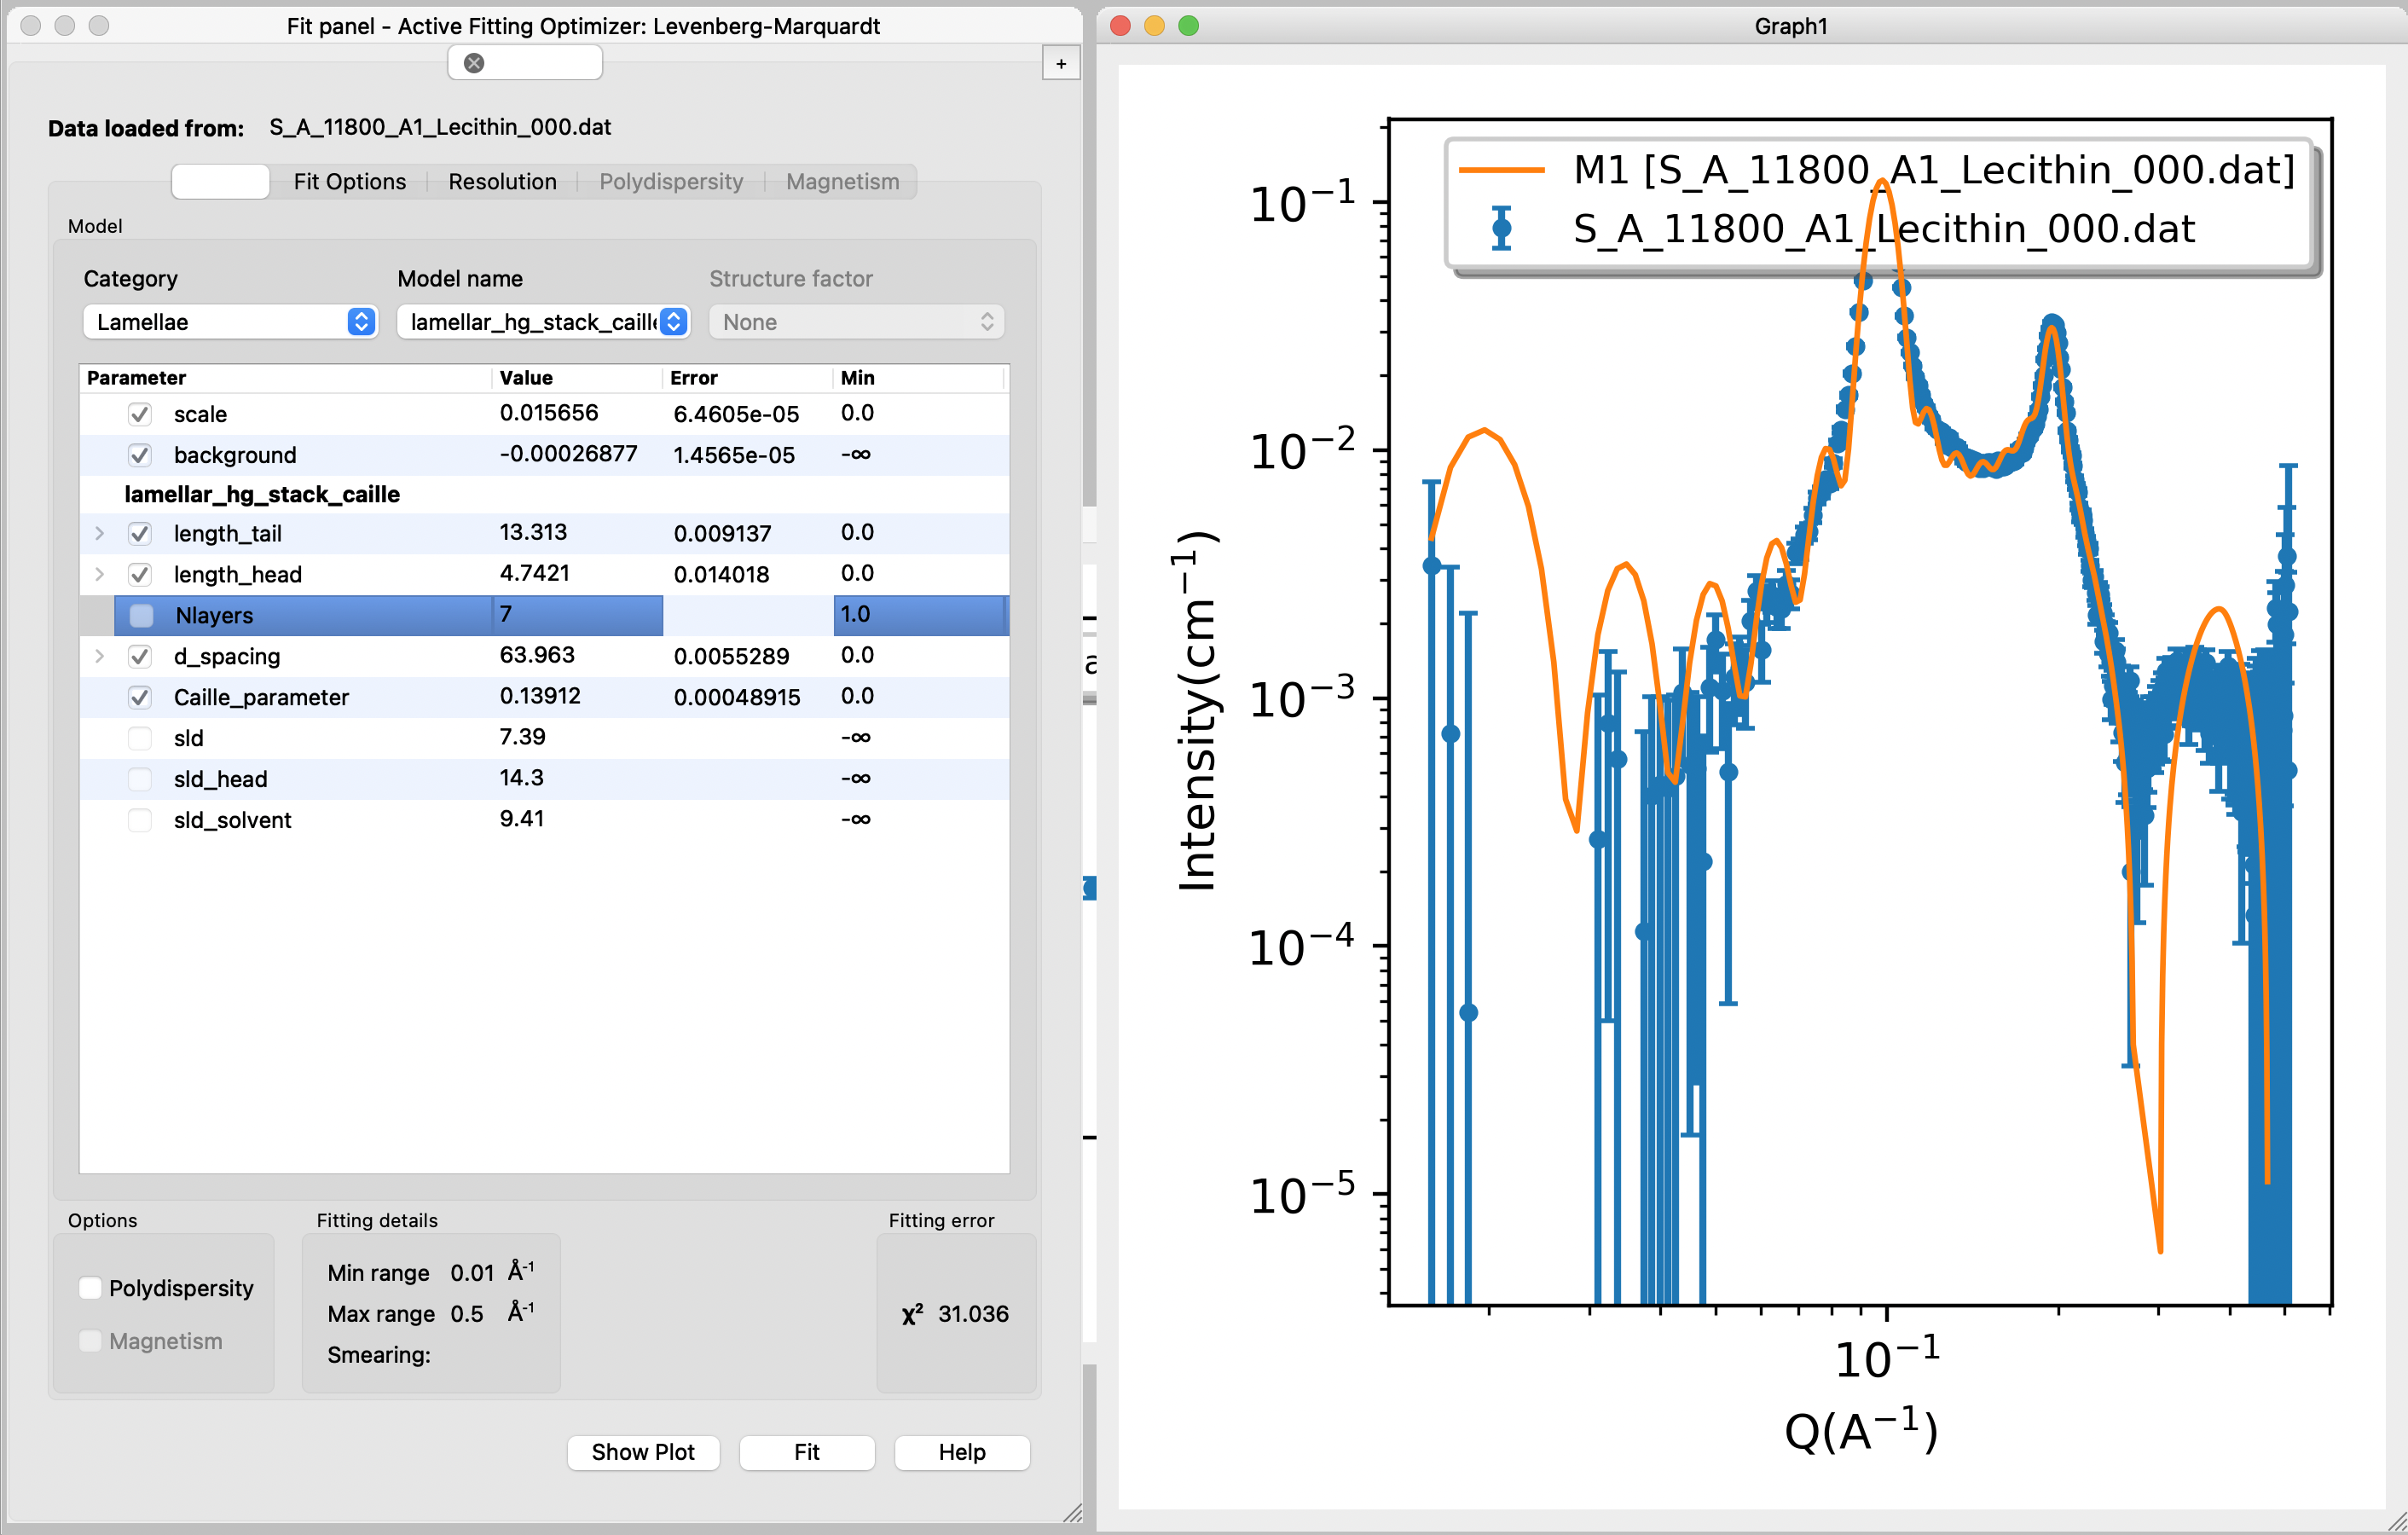 Fit panel - Active Fitting Optimizer: Levenberg-Marquardt
+
Data loaded from: S_A_11800_A1_Lecithin_000.dat
Fit Options Resolution Polydispersity Magnetism
Model
Category Model name Structure factor
Lamellae lamellar_hg_stack_caill None
Parameter Value Error Min
scale 0.015656 6.4605e-05 0.0
background -0.00026877 1.4565e-05 -∞
lamellar_hg_stack_caille
length_tail 13.313 0.009137 0.0
length_head 4.7421 0.014018 0.0
Nlayers 7 1.0
d_spacing 63.963 0.0055289 0.0
Caille_parameter 0.13912 0.00048915 0.0
sld 7.39 -∞
sld_head 14.3 -∞
sld_solvent 9.41 -∞
Options Fitting details Fitting error
Polydispersity
Magnetism
Min range 0.01 Å⁻¹
Max range 0.5 Å⁻¹
Smearing:
χ² 31.036
Show Plot Fit Help
Graph1
M1 [S_A_11800_A1_Lecithin_000.dat]
S_A_11800_A1_Lecithin_000.dat
Intensity(cm⁻¹)
10⁻¹
10⁻²
10⁻³
10⁻⁴
10⁻⁵
10⁻¹
Q(A⁻¹)